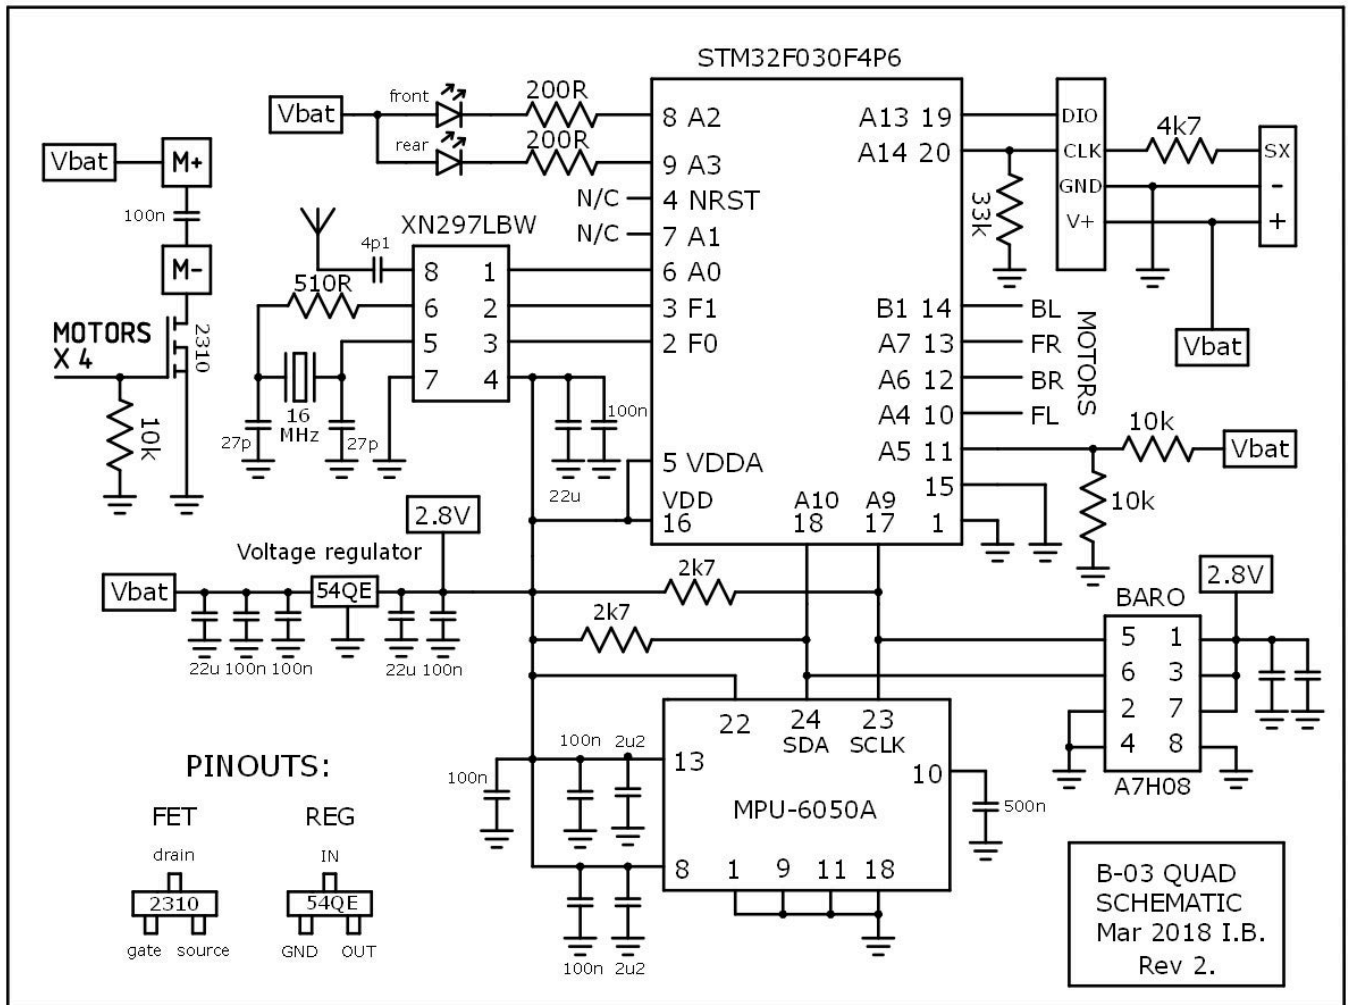 STM32F030F4P6
Vbat
front
200R
8 A2
A13 19
DIO
4k7
rear
200R
9 A3
A14 20
CLK
SX
Vbat
M+
N/C
4 NRST
33k
GND
-
100n
N/C
7 A1
V+
+
XN297LBW
M-
4p1
8 1
6 A0
510R
6 2
3 F1
B1 14
BL
MOTORS
X 4
2310
5 3
2 F0
A7 13
FR
MOTORS
Vbat
7 4
A6 12
BR
16
MHz
27p
27p
100n
A4 10
FL
10k
22u
5 VDDA
A5 11
10k
Vbat
VDD
16
A10
18
A9
17
15
1
10k
2.8V
Voltage regulator
Vbat
54QE
22u 100n 100n
22u 100n
2k7
2k7
2.8V
BARO
5 1
6 3
2 7
4 8
A7H08
22
24
SDA
23
SCLK
100n
100n 2u2
13
10
500n
MPU-6050A
8 1 9 11 18
100n 2u2
PINOUTS:
FET
drain
2310
gate source
REG
IN
54QE
GND OUT
B-03 QUAD
SCHEMATIC
Mar 2018 I.B.
Rev 2.